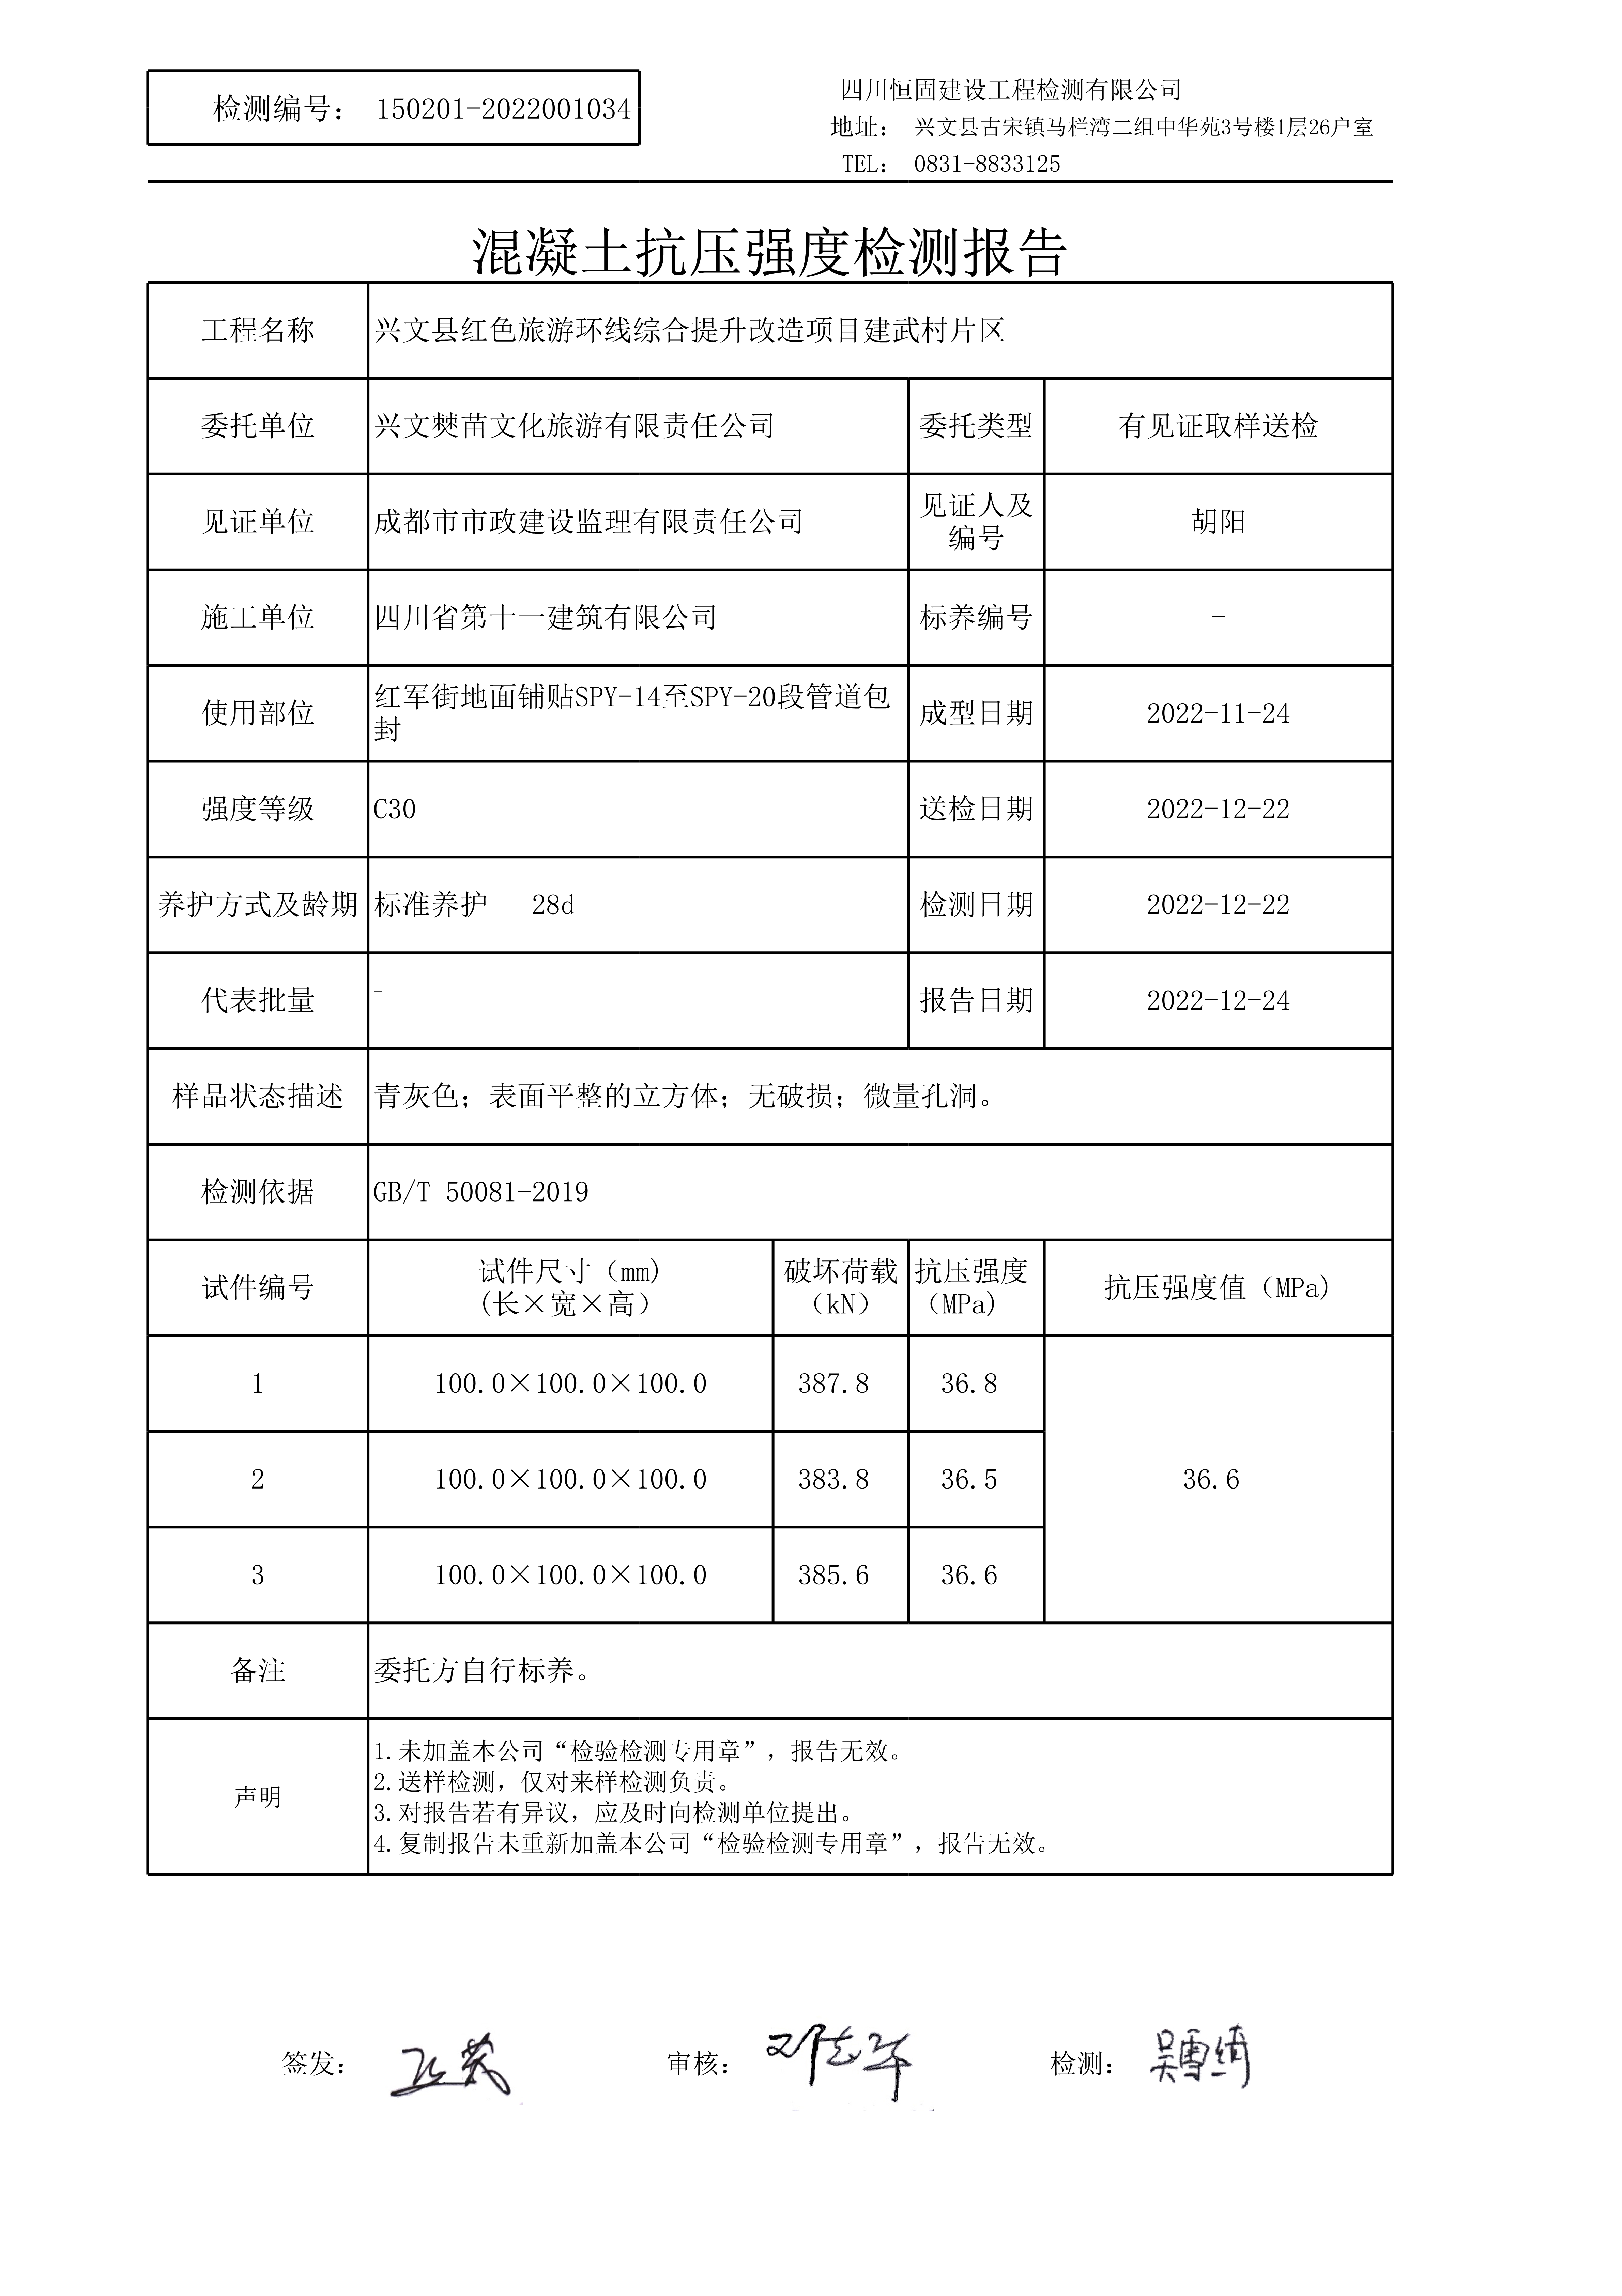 检测编号： 150201-2022001034
四川恒固建设工程检测有限公司
地址： 兴文县古宋镇马栏湾二组中华苑3号楼1层26户室
TEL： 0831-8833125
混凝土抗压强度检测报告
工程名称 兴文县红色旅游环线综合提升改造项目建武村片区
委托单位 兴文僰苗文化旅游有限责任公司 委托类型 有见证取样送检
见证单位 成都市市政建设监理有限责任公司 见证人及
编号 胡阳
施工单位 四川省第十一建筑有限公司 标养编号 -
使用部位 红军街地面铺贴SPY-14至SPY-20段管道包
封 成型日期 2022-11-24
强度等级 C30 送检日期 2022-12-22
养护方式及龄期 标准养护 28d 检测日期 2022-12-22
代表批量 - 报告日期 2022-12-24
样品状态描述 青灰色；表面平整的立方体；无破损；微量孔洞。
检测依据 GB/T 50081-2019
试件编号 试件尺寸（mm)
(长×宽×高） 破坏荷载
（kN） 抗压强度
（MPa) 抗压强度值（MPa)
1 100.0×100.0×100.0 387.8 36.8
2 100.0×100.0×100.0 383.8 36.5 36.6
3 100.0×100.0×100.0 385.6 36.6
备注 委托方自行标养。
声明
1.未加盖本公司“检验检测专用章”，报告无效。
2.送样检测，仅对来样检测负责。
3.对报告若有异议，应及时向检测单位提出。
4.复制报告未重新加盖本公司“检验检测专用章”，报告无效。
签发： 审核： 检测： 吴雪绮